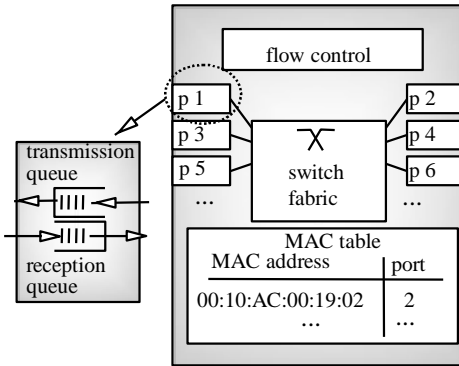 flow control
p 1
p 2
p 3
p 4
p 5
p 6
...
...
switch
fabric
transmission
queue
reception
queue
MAC table
MAC address port
00:10:AC:00:19:02 2
... ...